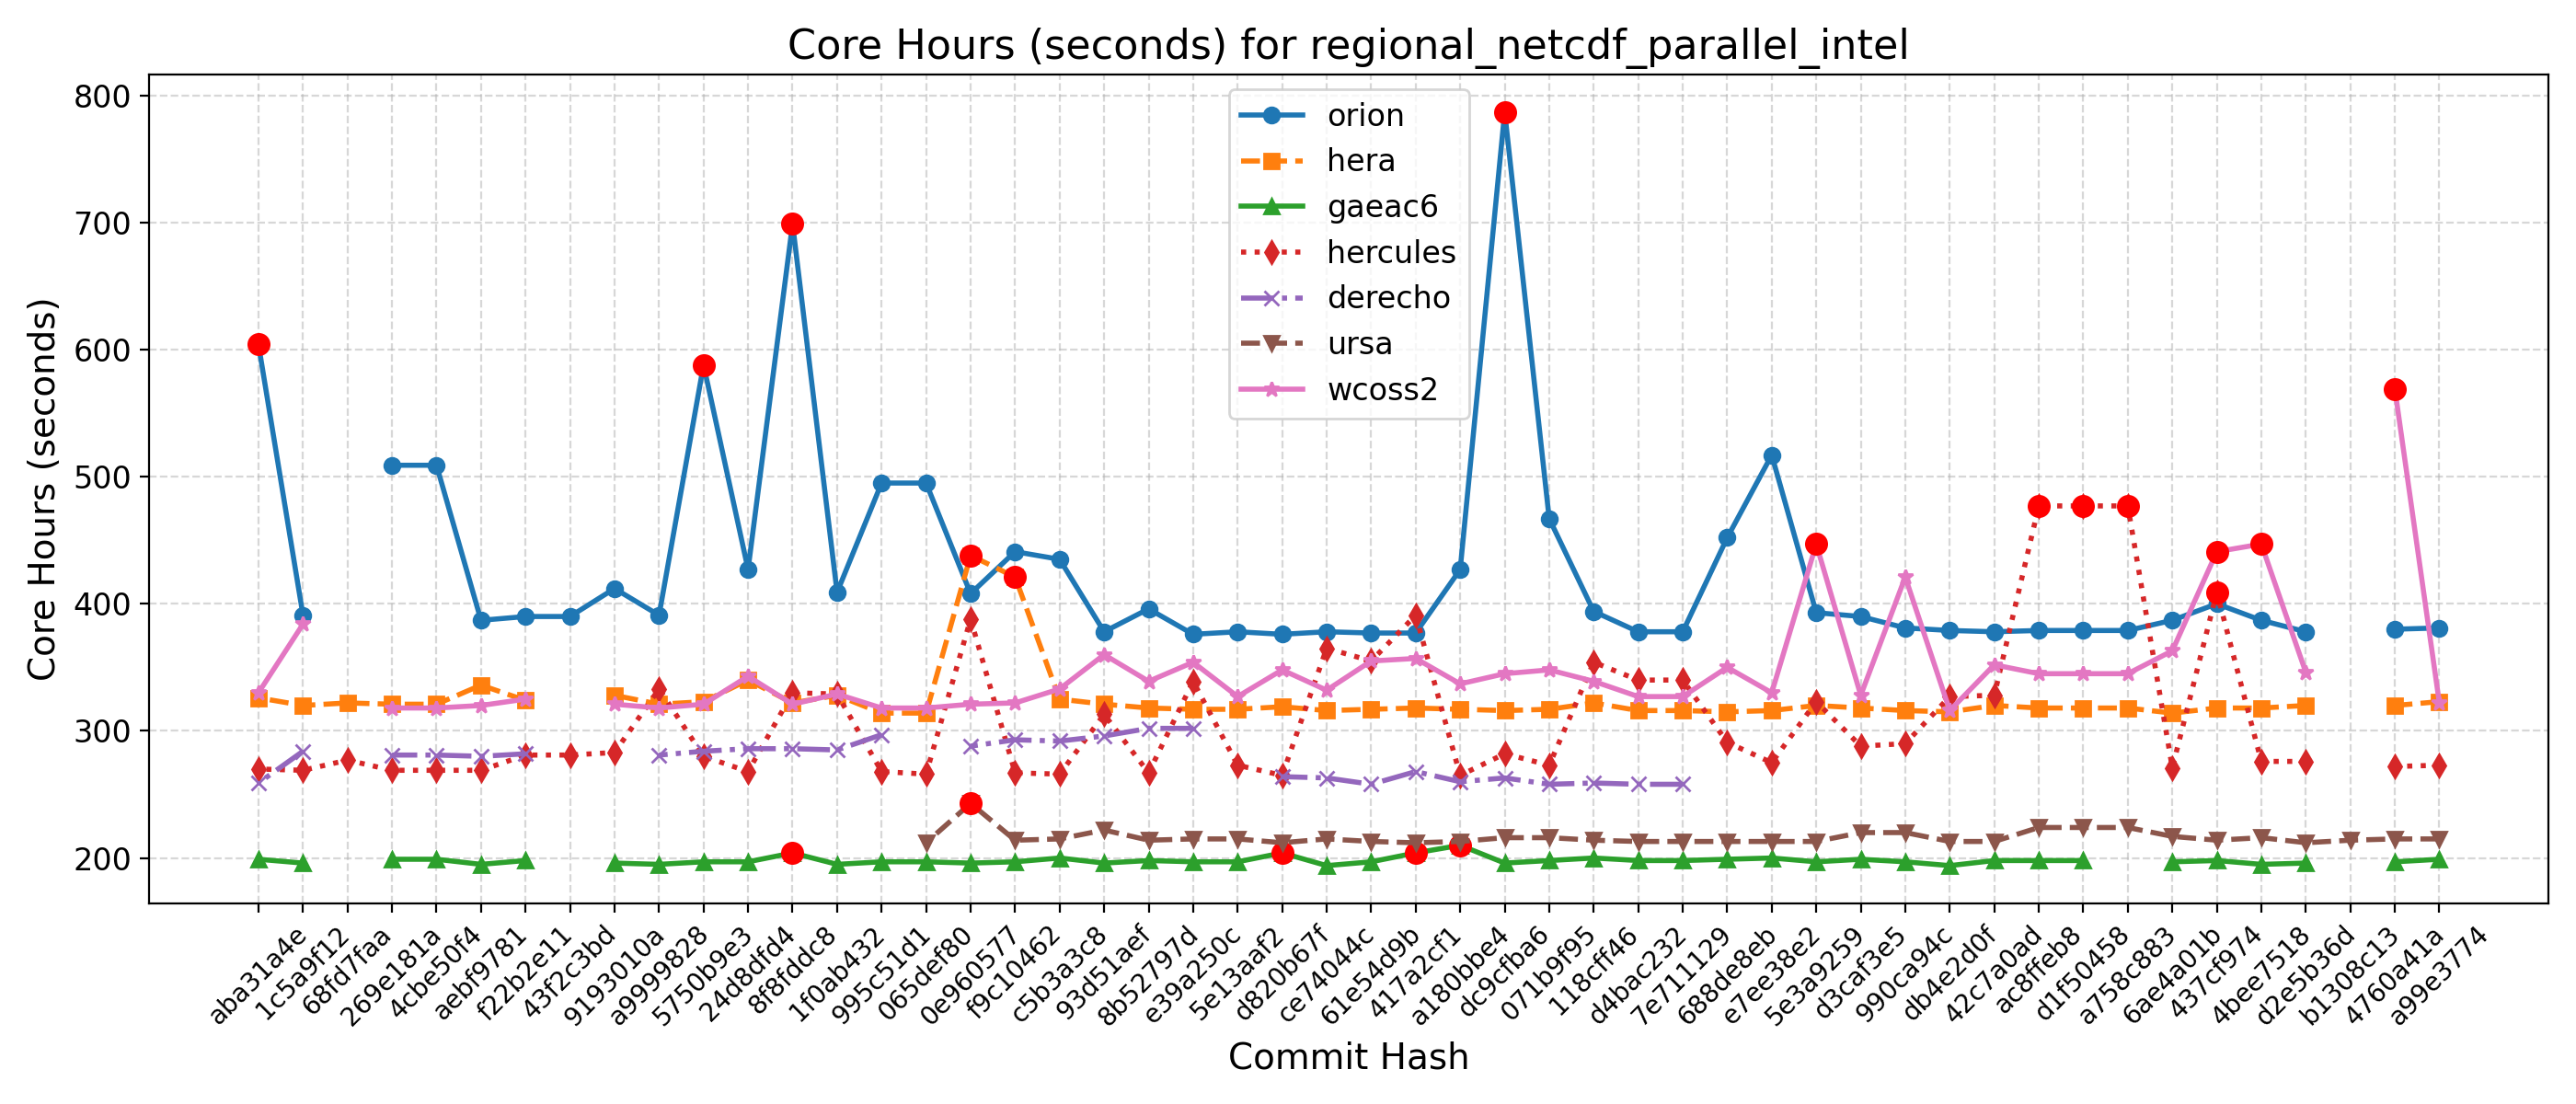 Core Hours (seconds) for regional_netcdf_parallel_intel
Core Hours (seconds)
800
700
600
500
400
300
200
orion
hera
gaeac6
hercules
derecho
ursa
wcoss2
aba31a4e
1c5a9f12
68fd7faa
269e181a
4cbe50f4
aebf9781
f22b2e11
43f2c3bd
9193010a
a9999828
5750b9e3
24d8dfd4
8f8fddc8
1f0ab432
995c51d1
065def80
0e960577
f9c10462
c5b3a3c8
93d51aef
8b52797d
e39a250c
5e13aaf2
d820b67f
ce74044c
61e54d9b
417a2cf1
a180bbe4
dc9cfba6
071b9f95
118cff46
d4bac232
7e711129
688de8eb
e7ee38e2
5e3a9259
d3caf3e5
990ca94c
db4e2d0f
42c7a0ad
ac8ffeb8
d1f50458
a758c883
6ae4a01b
437cf974
4bee7518
d2e5b36d
b1308c13
4760a41a
a99e3774
Commit Hash